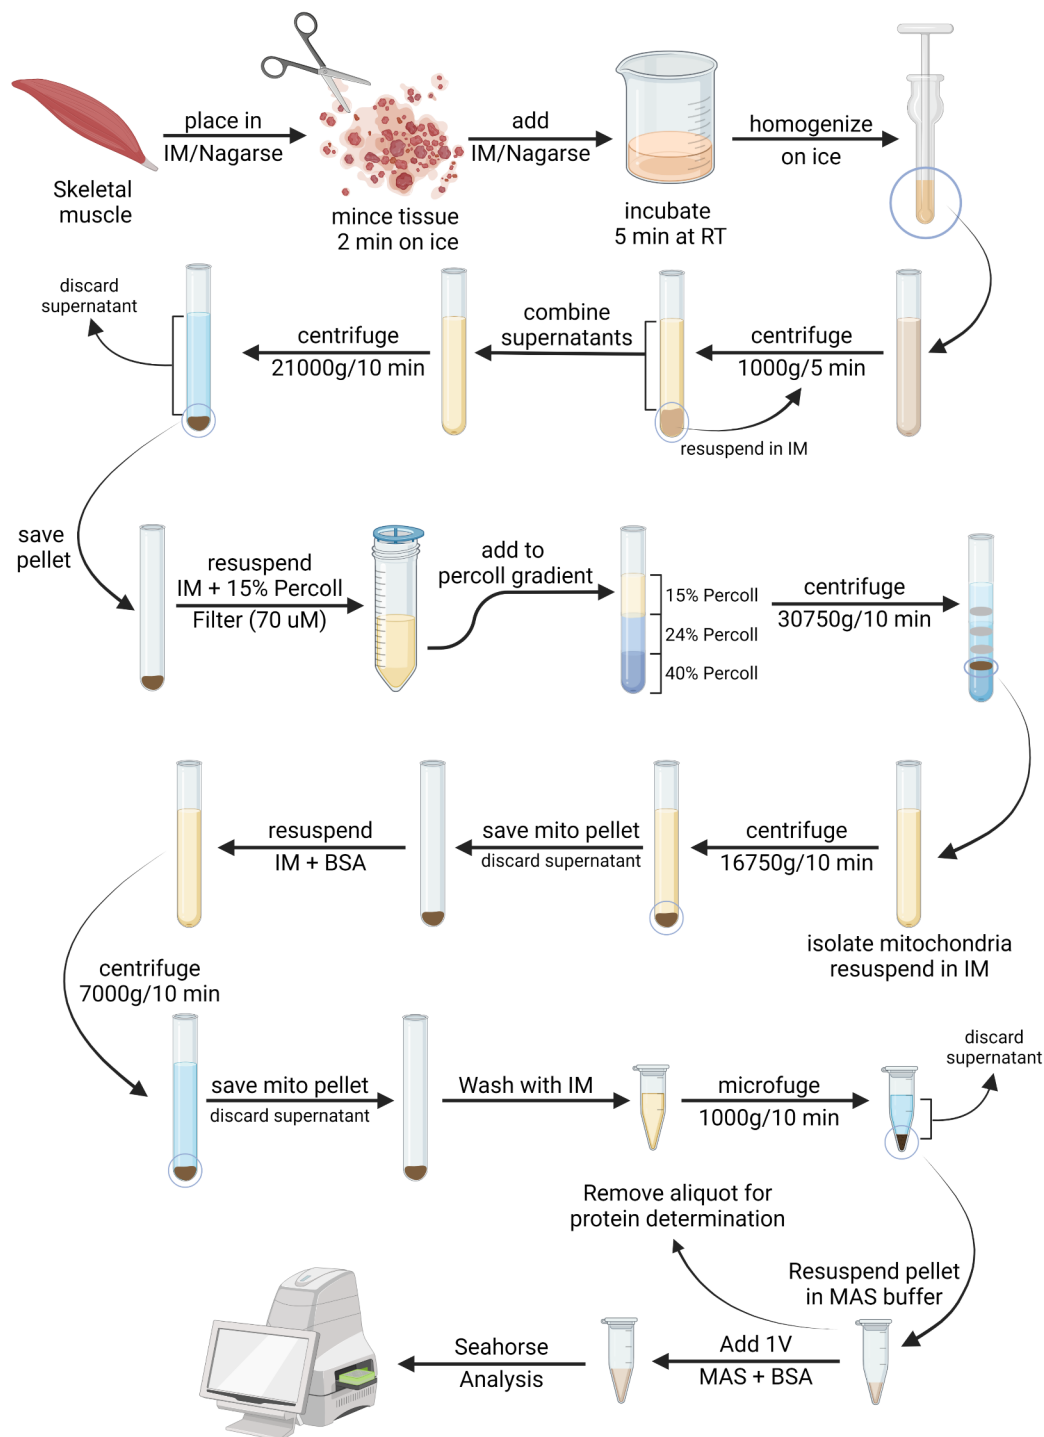 Skeletal
muscle
place in
IM/Nagarse
mince tissue
2 min on ice
add
IM/Nagarse
incubate
5 min at RT
homogenize
on ice
centrifuge
1000g/5 min
resuspend in IM
combine
supernatants
centrifuge
21000g/10 min
discard
supernatant
save
pellet
resuspend
IM + 15% Percoll
Filter (70 uM)
add to
percoll gradient
15% Percoll
24% Percoll
40% Percoll
centrifuge
30750g/10 min
isolate mitochondria
resuspend in IM
centrifuge
16750g/10 min
save mito pellet
discard supernatant
resuspend
IM + BSA
centrifuge
7000g/10 min
save mito pellet
discard supernatant
Wash with IM
microfuge
1000g/10 min
discard
supernatant
Resuspend pellet
in MAS buffer
Remove aliquot for
protein determination
Add 1V
MAS + BSA
Seahorse
Analysis